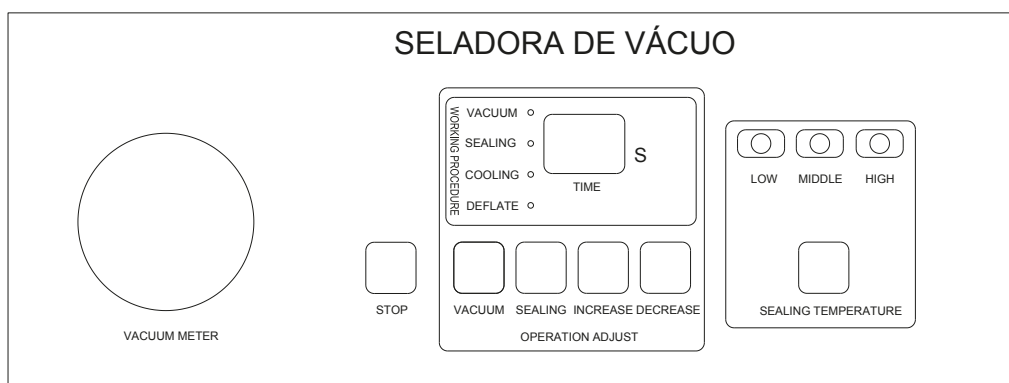 SELADORA DE VÁCUO
WORKING PROCEDURE
VACUUM
SEALING
COOLING
DEFLATE
S
TIME
LOW MIDDLE HIGH
STOP VACUUM SEALING INCREASE DECREASE
SEALING TEMPERATURE
OPERATION ADJUST
VACUUM METER